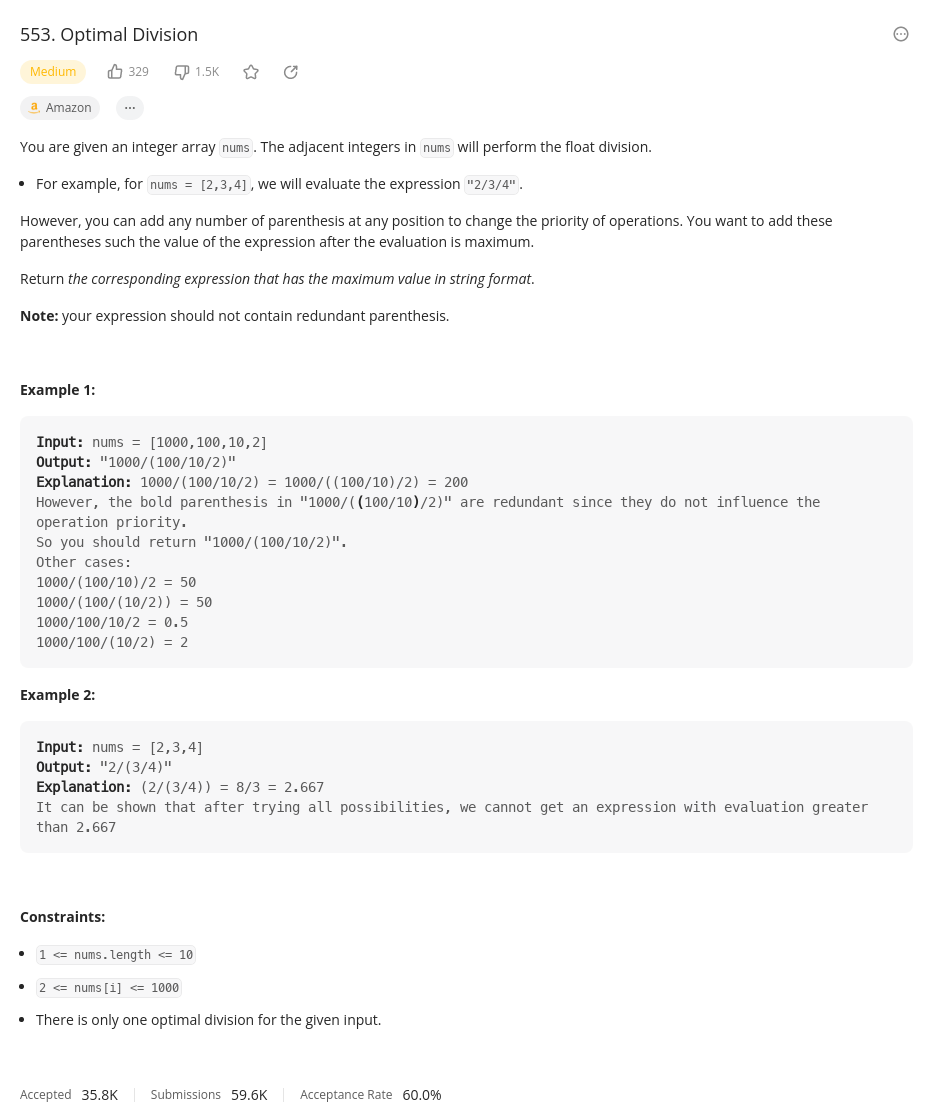 553. Optimal Division
Medium 329 1.5K
a Amazon ...
You are given an integer array nums. The adjacent integers in nums will perform the float division.
• For example, for nums = [2,3,4], we will evaluate the expression "2/3/4".
However, you can add any number of parenthesis at any position to change the priority of operations. You want to add these
parentheses such the value of the expression after the evaluation is maximum.
Return the corresponding expression that has the maximum value in string format.
Note: your expression should not contain redundant parenthesis.
Example 1:
Input: nums = [1000,100,10,2]
Output: "1000/(100/10/2)"
Explanation: 1000/(100/10/2) = 1000/((100/10)/2) = 200
However, the bold parenthesis in "1000/((100/10)/2)" are redundant since they do not influence the
operation priority.
So you should return "1000/(100/10/2)".
Other cases:
1000/(100/10)/2 = 50
1000/(100/(10/2)) = 50
1000/100/10/2 = 0.5
1000/100/(10/2) = 2
Example 2:
Input: nums = [2,3,4]
Output: "2/(3/4)"
Explanation: (2/(3/4)) = 8/3 = 2.667
It can be shown that after trying all possibilities, we cannot get an expression with evaluation greater
than 2.667
Constraints:
• 1 <= nums.length <= 10
• 2 <= nums[i] <= 1000
• There is only one optimal division for the given input.
Accepted 35.8K Submissions 59.6K Acceptance Rate 60.0%